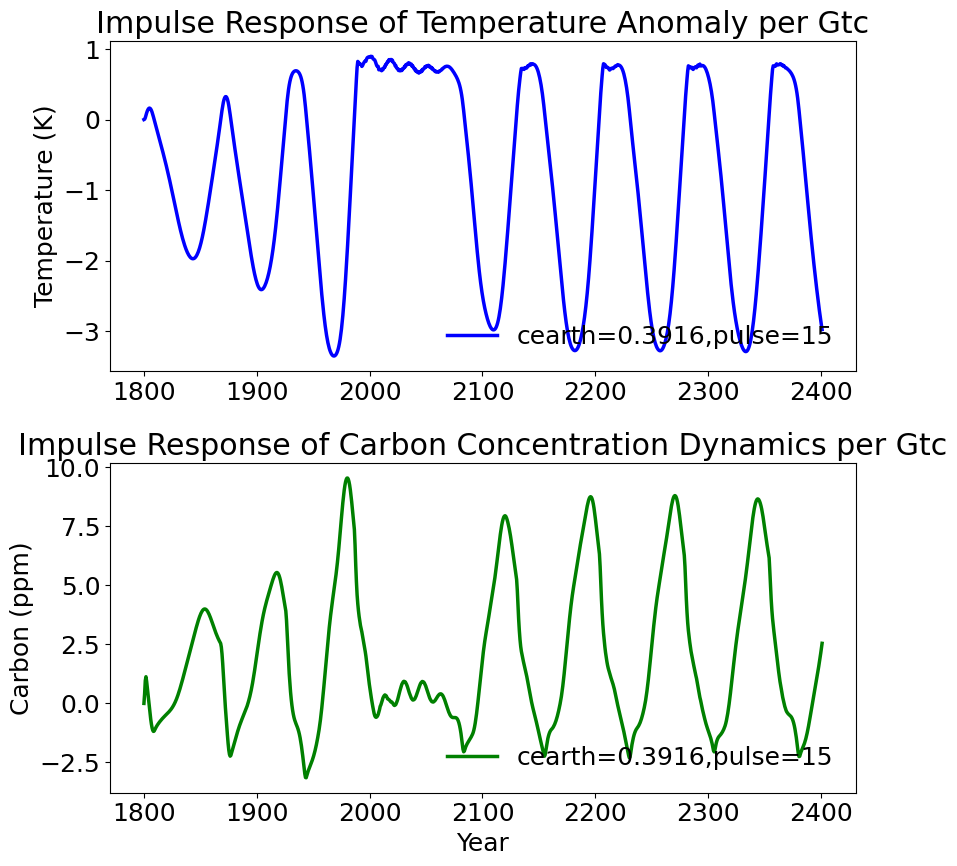 Impulse Response of Temperature Anomaly per Gtc
1
0
−1
−2
−3
Temperature (K)
cearth=0.3916,pulse=15
1800 1900 2000 2100 2200 2300 2400
Impulse Response of Carbon Concentration Dynamics per Gtc
10.0
7.5
5.0
2.5
0.0
−2.5
Carbon (ppm)
cearth=0.3916,pulse=15
1800 1900 2000 2100 2200 2300 2400
Year